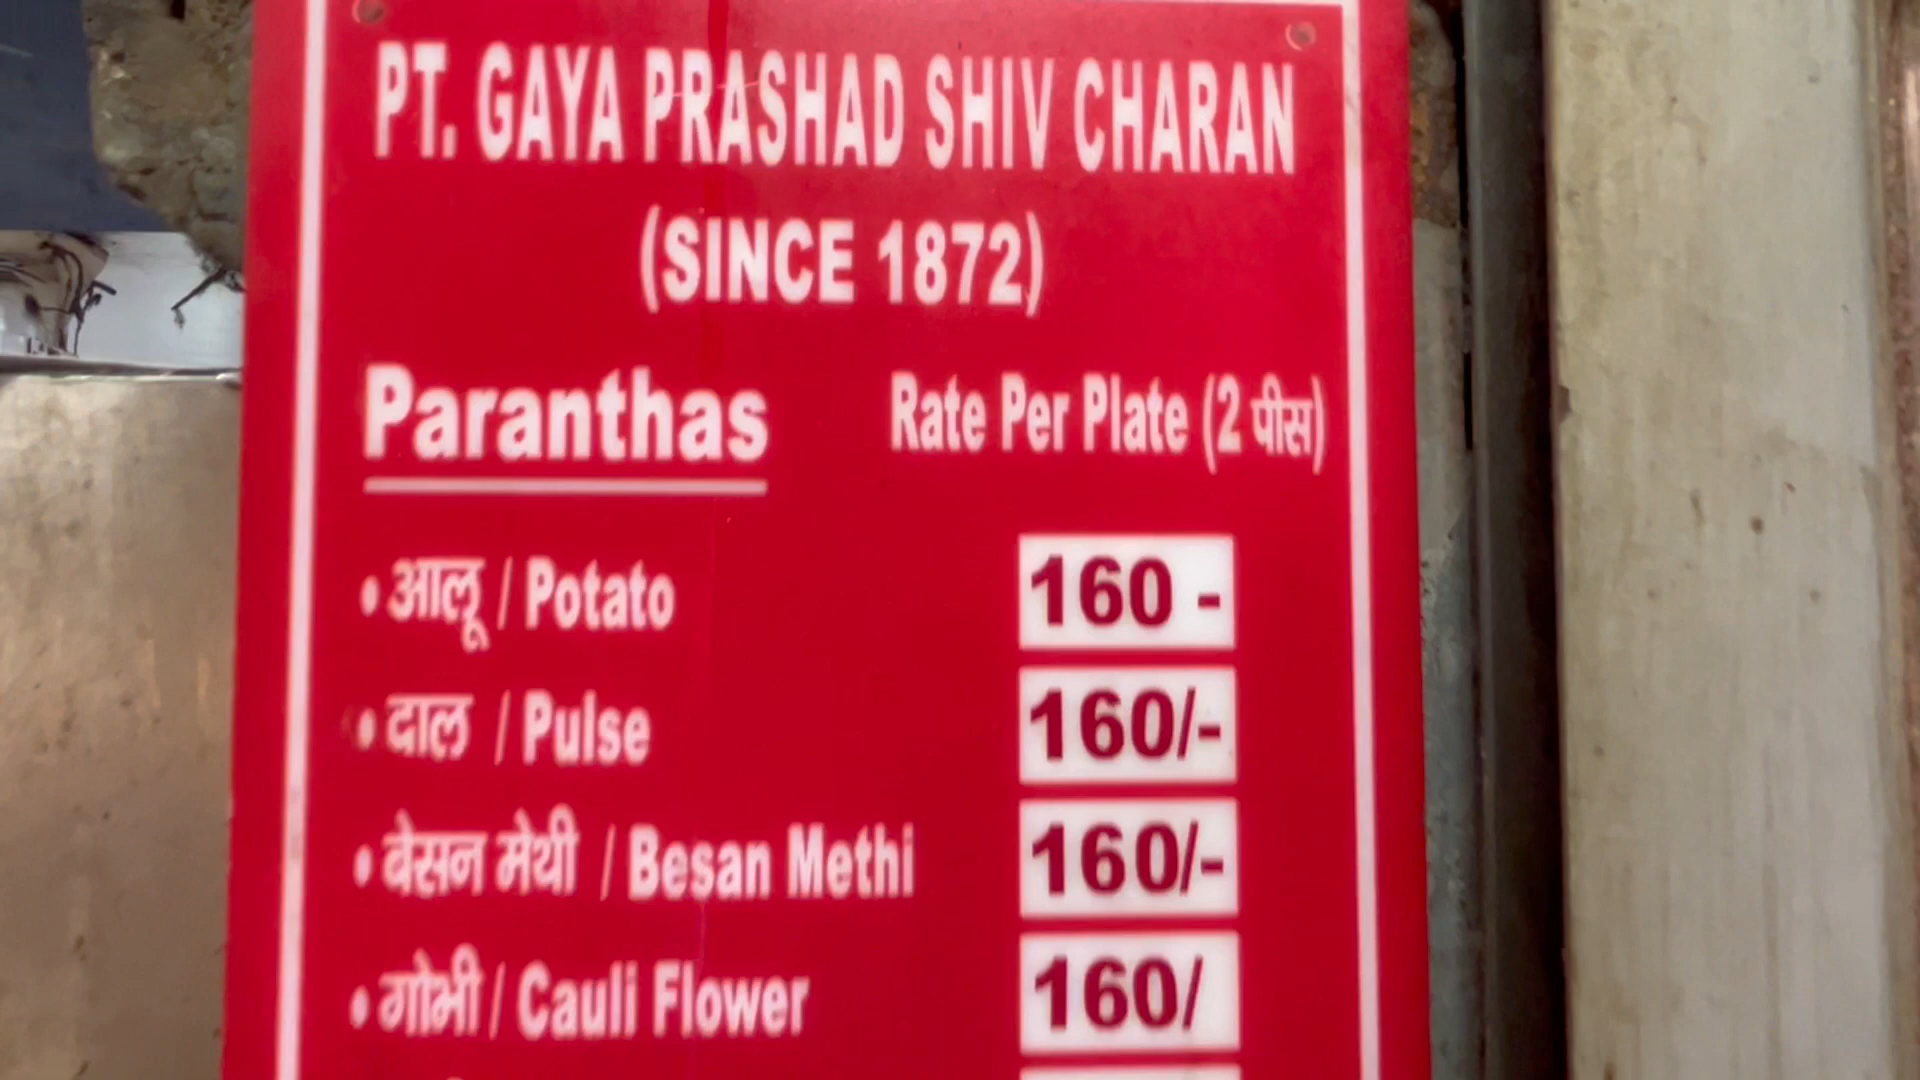 PT. GAYA PRASHAD SHIV CHARAN
(SINCE 1872)
Paranthas Rate Per Plate (2 पीस)
• आलू / Potato 160 -
• दाल / Pulse 160/-
• बेसन मेथी / Besan Methi 160/-
• गोभी / Cauli Flower 160/